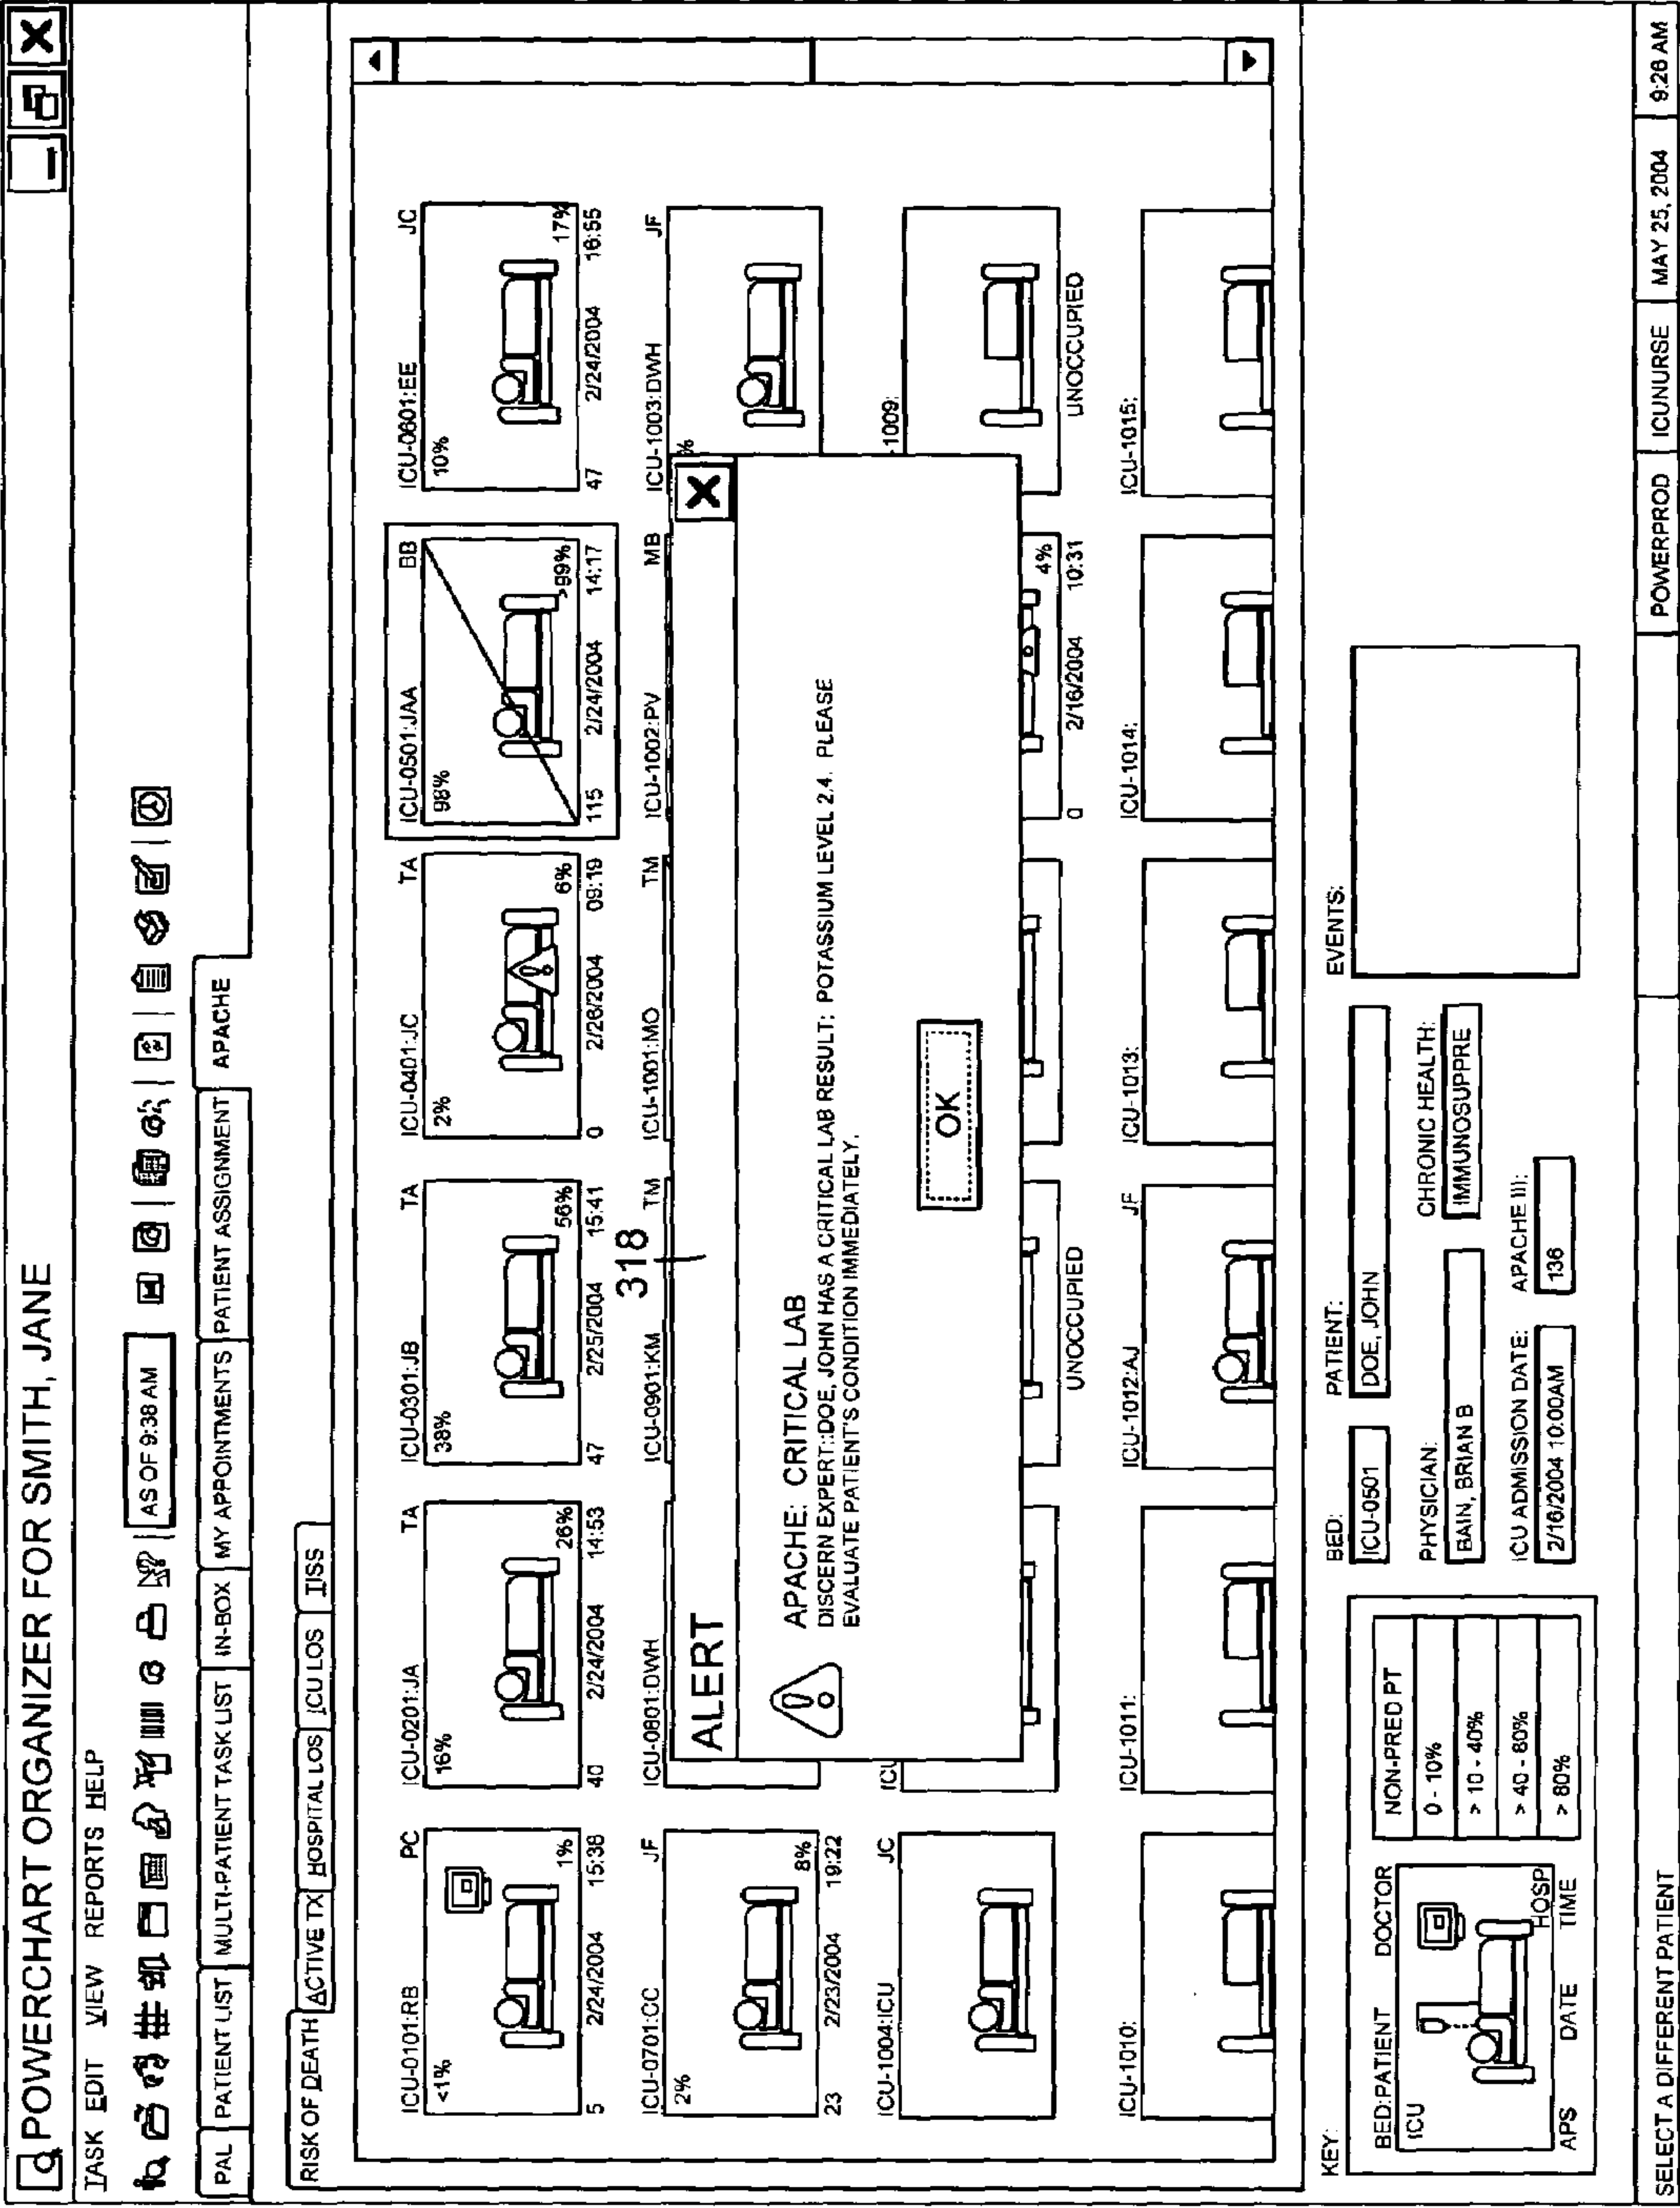 POWERCHART ORGANIZER FOR SMITH, JANE
TASK EDIT VIEW REPORTS HELP
AS OF 9:38 AM
PAL PATIENT LIST MULTI-PATIENT TASK LIST IN-BOX MY APPOINTMENTS PATIENT ASSIGNMENT APACHE
RISK OF DEATH ACTIVE TX HOSPITAL LOS ICU LOS TISS
ICU-0101:RB PC ICU-0201:JA TA ICU-0301:JB TA ICU-0401:JC TA ICU-0501:JAA BB ICU-0601:EE JC
<1% 16% 38% 2% 98% 10%
1% 26% 56% 6% >99% 17%
5 2/24/2004 15:38 40 2/24/2004 14:53 47 2/25/2004 15:41 0 2/26/2004 09:19 115 2/24/2004 14:17 47 2/24/2004 16:55
318
ICU-0701:CC JF ICU-0801:DWH ICU-0901:KM TM ICU-1001:MO TM ICU-1002:PV MB ICU-1003:DWH JF
2% %
ALERT
8%
23 2/23/2004 19:22
APACHE: CRITICAL LAB
DISCERN EXPERT::DOE, JOHN HAS A CRITICAL LAB RESULT: POTASSIUM LEVEL 2.4. PLEASE
EVALUATE PATIENT'S CONDITION IMMEDIATELY.
ICU-1004:ICU JC ICU -1009:
OK
4%
UNOCCUPIED 0 2/16/2004 10:31 UNOCCUPIED
ICU-1010: ICU-1011: ICU-1012:AJ JF ICU-1013: ICU-1014: ICU-1015:
KEY: BED: PATIENT: EVENTS:
BED:PATIENT DOCTOR NON-PRED PT ICU-0501 DOE, JOHN
ICU 0 - 10%
PHYSICIAN: CHRONIC HEALTH:
> 10 - 40% BAIN, BRIAN B IMMUNOSUPPRE
> 40 - 80% ICU ADMISSION DATE: APACHE III:
HOSP > 80% 2/16/2004 10:00AM 136
APS DATE TIME
SELECT A DIFFERENT PATIENT POWERPROD ICUNURSE MAY 25, 2004 9:26 AM